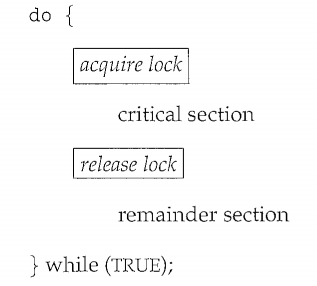 do {
acquire lock
critical section
release lock
remainder section
} while (TRUE);